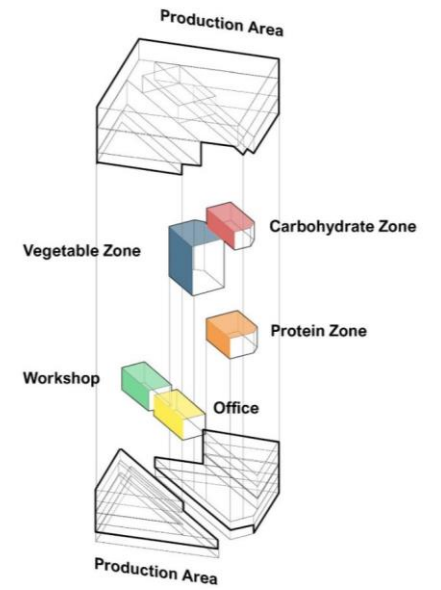 Production Area
Carbohydrate Zone
Vegetable Zone
Protein Zone
Workshop
Office
Production Area